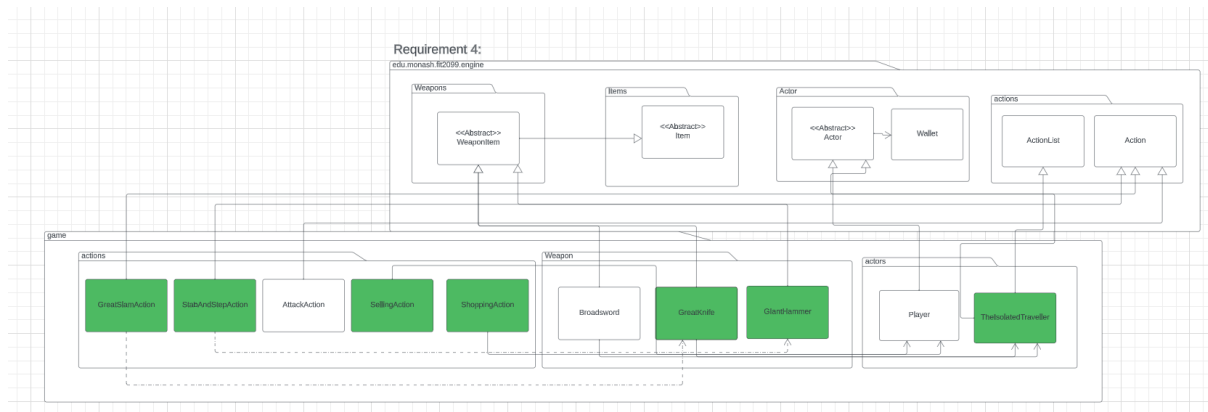 Requirement 4:
edu.monash.fit2099.engine
Weapons
Items
Actor
actions
<<Abstract>>
WeaponItem
<<Abstract>>
Item
<<Abstract>>
Actor
Wallet
ActionList
Action
game
actions
Weapon
actors
GreatSlamAction
StabAndStepAction
AttackAction
SellingAction
ShoppingAction
Broadsword
GreatKnife
GiantHammer
Player
TheIsolatedTraveller